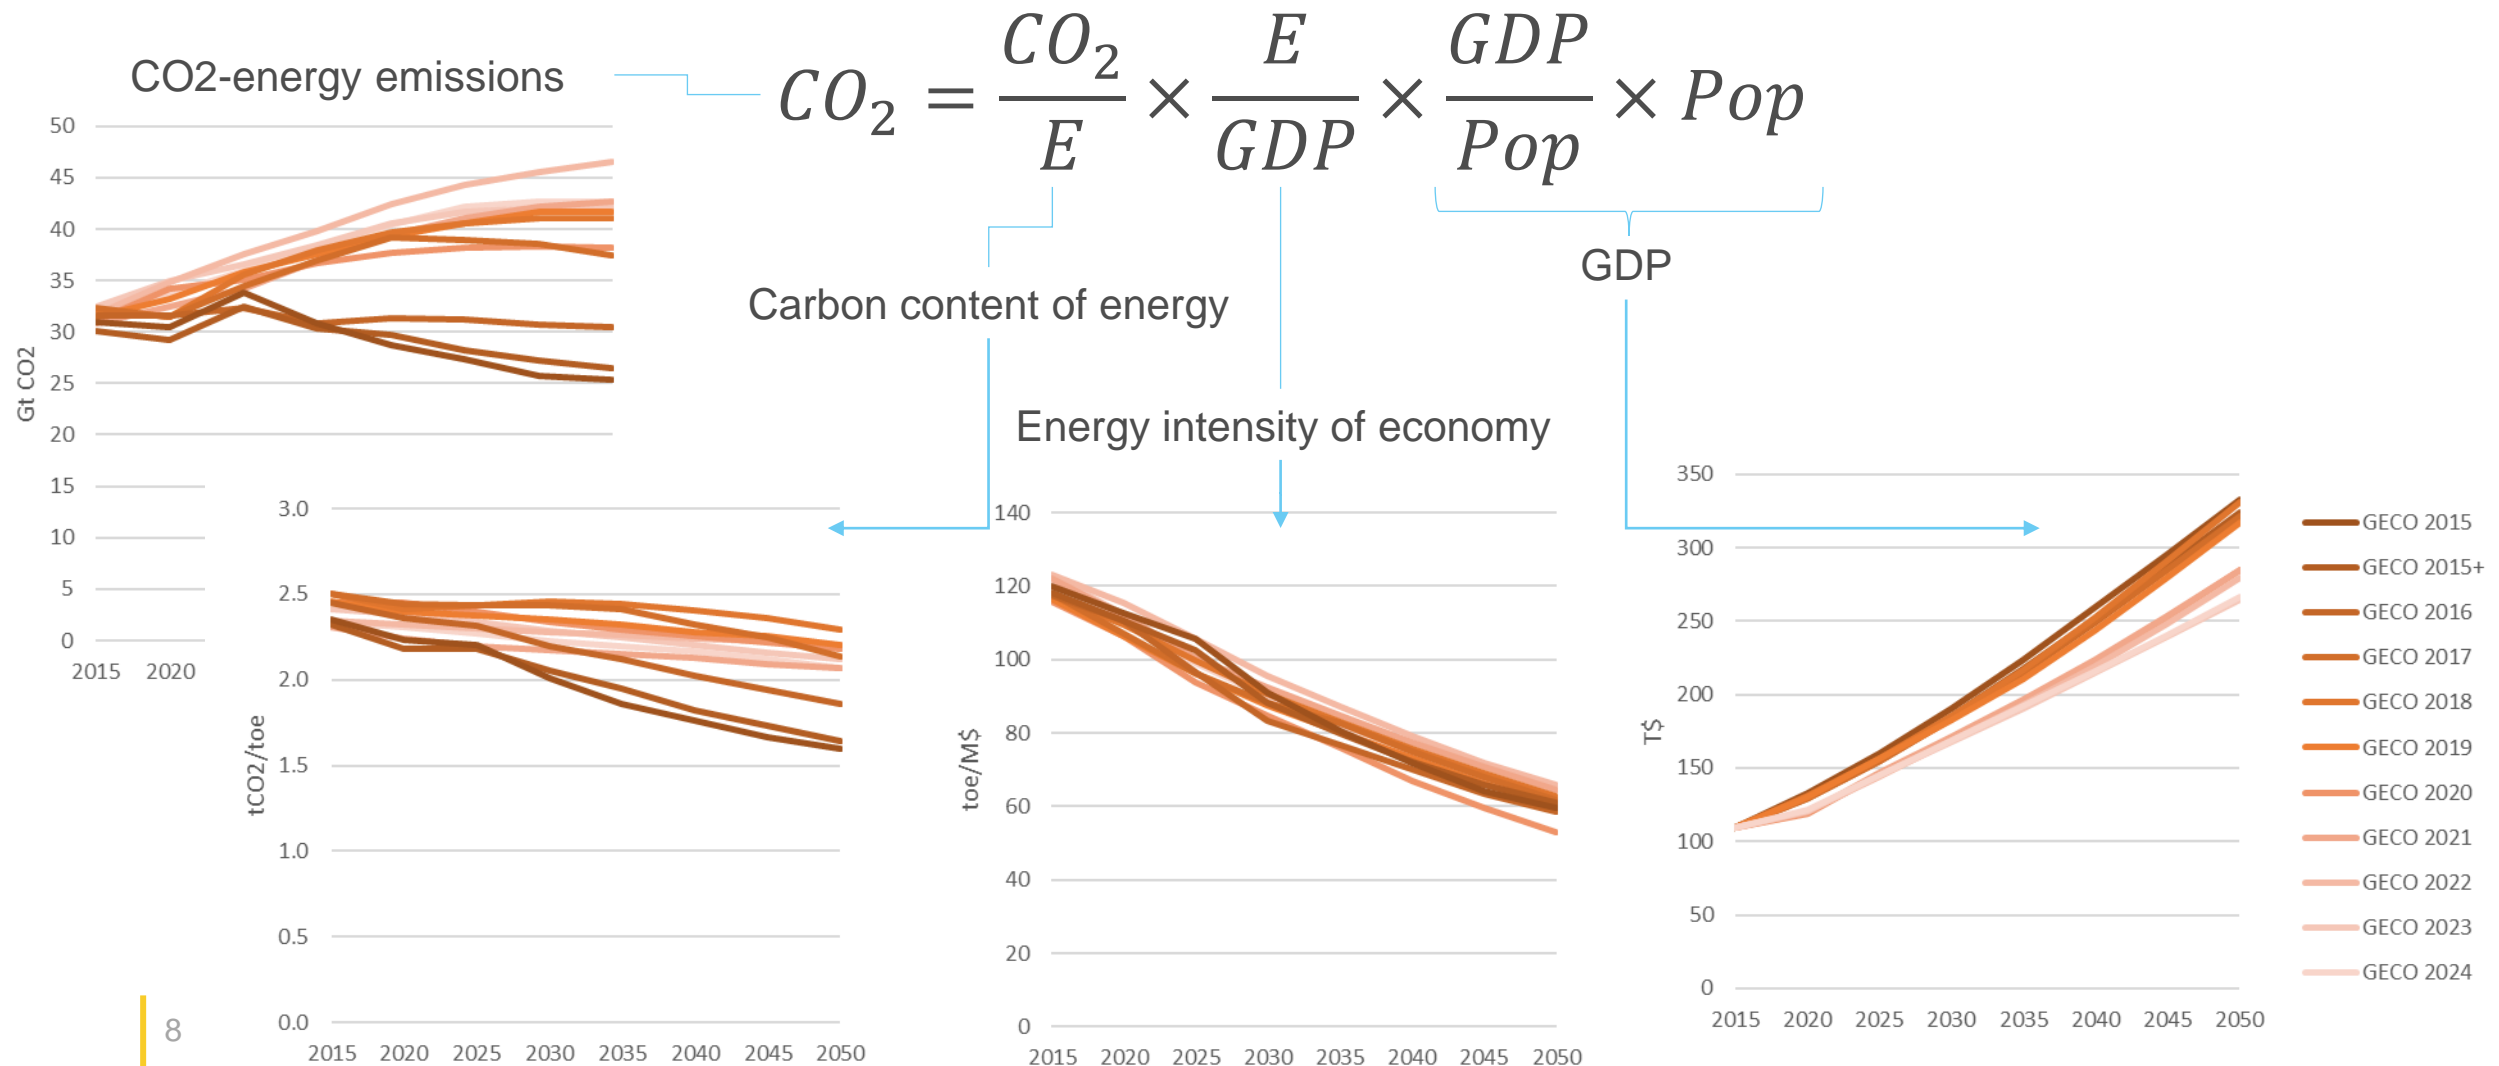 CO2-energy emissions
CO₂ = CO₂/E × E/GDP × GDP/Pop × Pop
GDP
Carbon content of energy
Energy intensity of economy
Gt CO2
50
45
40
35
30
25
20
15
10
5
0
2015 2020
tCO2/toe
3.0
2.5
2.0
1.5
1.0
0.5
0.0
2015 2020 2025 2030 2035 2040 2045 2050
toe/M$
140
120
100
80
60
40
20
0
2015 2020 2025 2030 2035 2040 2045 2050
T$
350
300
250
200
150
100
50
0
2015 2020 2025 2030 2035 2040 2045 2050
GECO 2015
GECO 2015+
GECO 2016
GECO 2017
GECO 2018
GECO 2019
GECO 2020
GECO 2021
GECO 2022
GECO 2023
GECO 2024
8